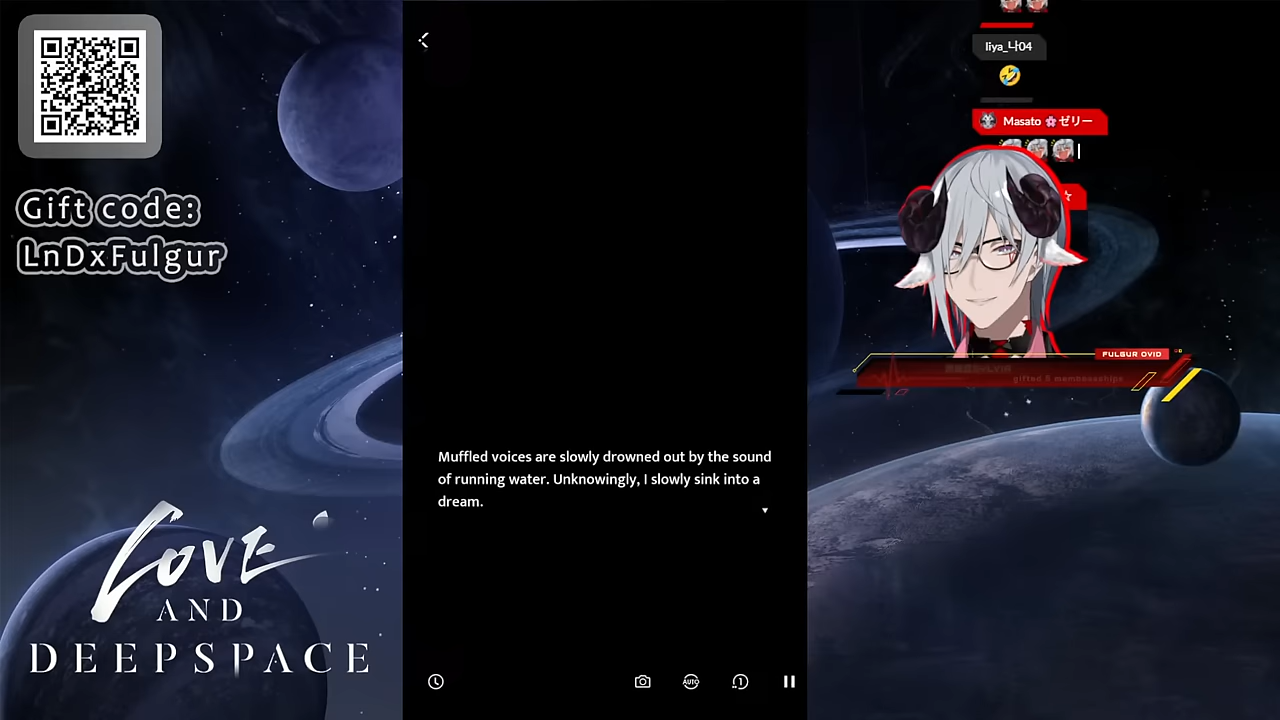 Gift code:
LnDxFulgur
LOVE
AND
DEEPSPACE
Muffled voices are slowly drowned out by the sound
of running water. Unknowingly, I slowly sink into a
dream.
AUTO
1
liya_나04
Masato 🌸ゼリー
FULGUR OVID
gifted 5 memberships